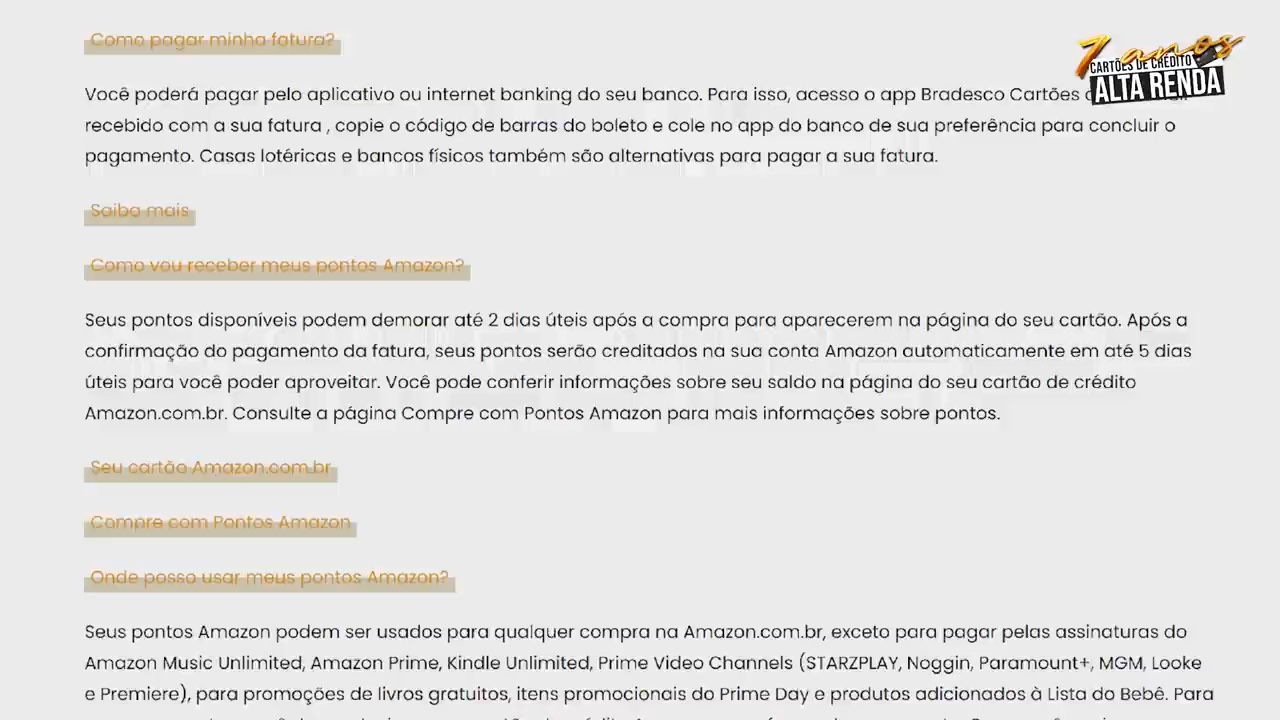 Como pagar minha fatura?
7 anos
CARTÕES DE CRÉDITO
ALTA RENDA
Você poderá pagar pelo aplicativo ou internet banking do seu banco. Para isso, acesso o app Bradesco Cartões
recebido com a sua fatura , copie o código de barras do boleto e cole no app do banco de sua preferência para concluir o
pagamento. Casas lotéricas e bancos físicos também são alternativas para pagar a sua fatura.
Saiba mais
Como vou receber meus pontos Amazon?
Seus pontos disponíveis podem demorar até 2 dias úteis após a compra para aparecerem na página do seu cartão. Após a
confirmação do pagamento da fatura, seus pontos serão creditados na sua conta Amazon automaticamente em até 5 dias
úteis para você poder aproveitar. Você pode conferir informações sobre seu saldo na página do seu cartão de crédito
Amazon.com.br. Consulte a página Compre com Pontos Amazon para mais informações sobre pontos.
Seu cartão Amazon.com.br
Compre com Pontos Amazon
Onde posso usar meus pontos Amazon?
Seus pontos Amazon podem ser usados para qualquer compra na Amazon.com.br, exceto para pagar pelas assinaturas do
Amazon Music Unlimited, Amazon Prime, Kindle Unlimited, Prime Video Channels (STARZPLAY, Noggin, Paramount+, MGM, Looke
e Premiere), para promoções de livros gratuitos, itens promocionais do Prime Day e produtos adicionados à Lista do Bebê. Para